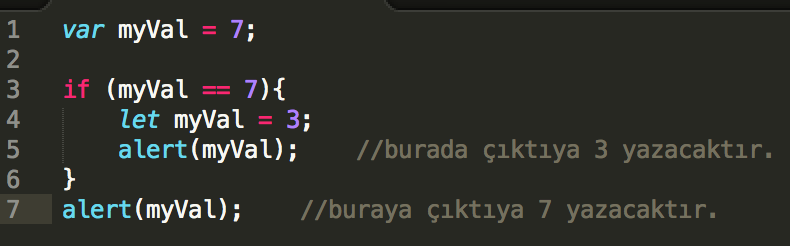 1 var myVal = 7;
2
3 if (myVal == 7){
4 let myVal = 3;
5 alert(myVal); //burada çıktıya 3 yazacaktır.
6 }
7 alert(myVal); //buraya çıktıya 7 yazacaktır.